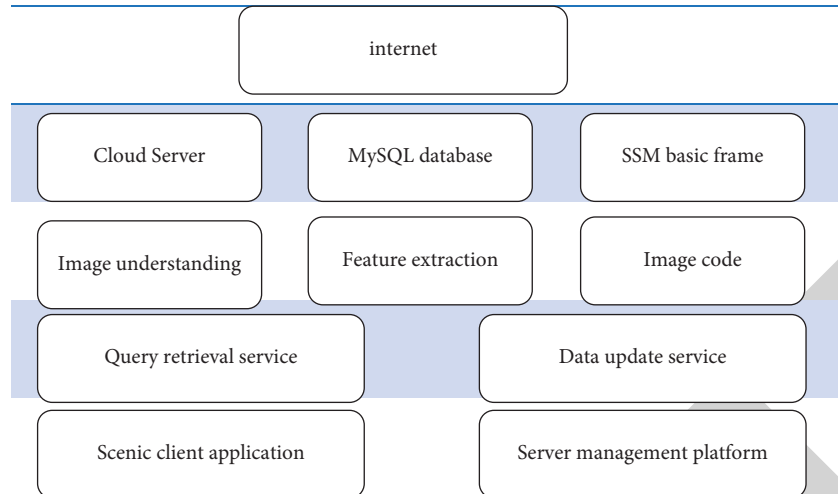 internet
Cloud Server
MySQL database
SSM basic frame
Image understanding
Feature extraction
Image code
Query retrieval service
Data update service
Scenic client application
Server management platform